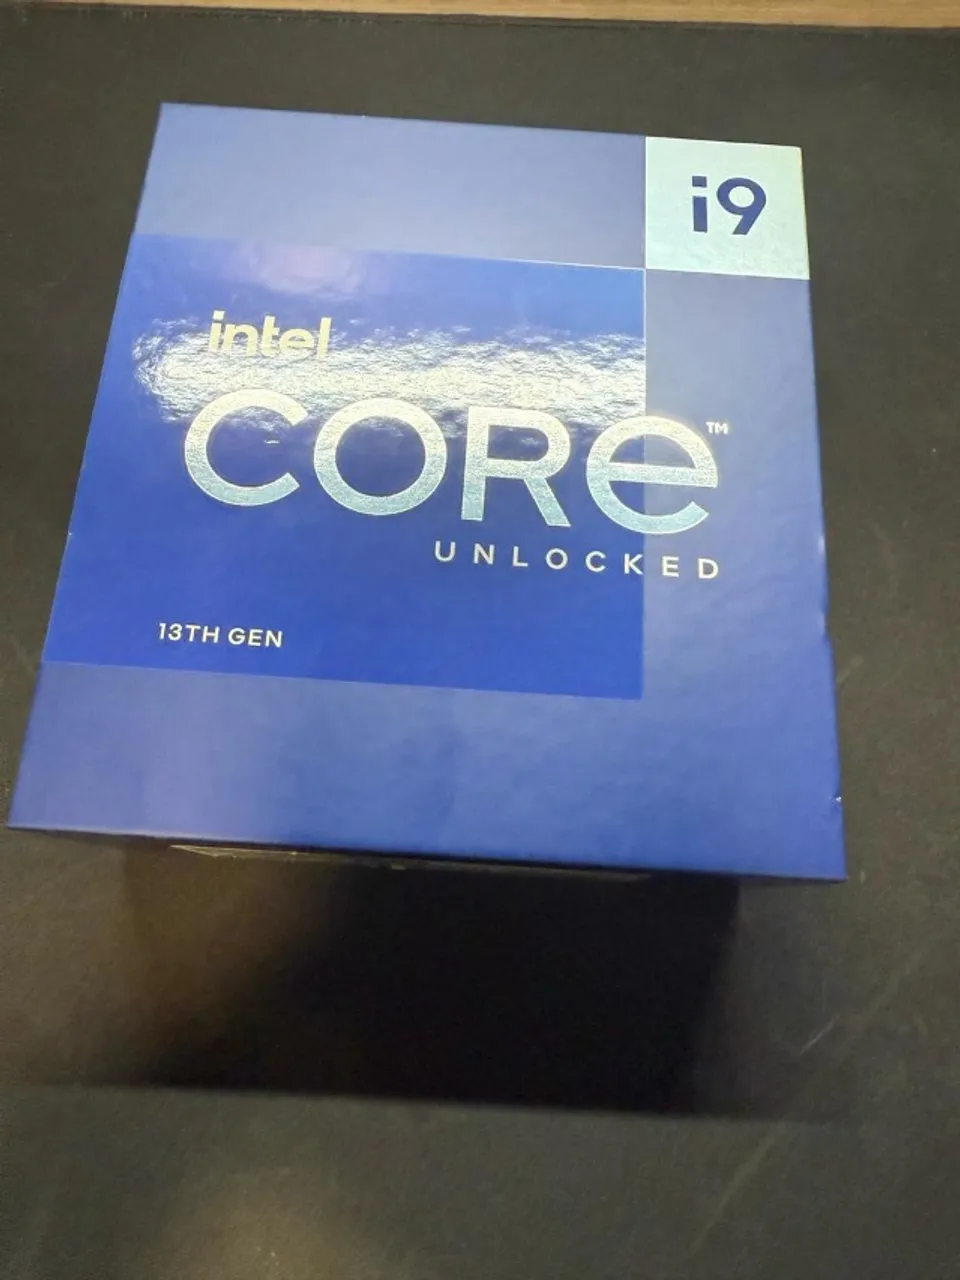 i9
intel
CORe™
UNLOCKED
13TH GEN